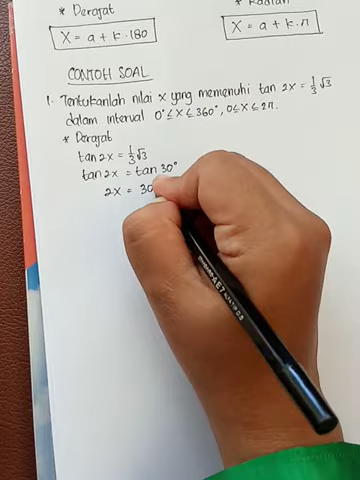 * Derajat
* Radian
X = a + k · 180
X = a + k · π
CONTOH SOAL
1. Tentukanlah nilai x yang memenuhi tan 2x = 1/3 √3
dalam interval 0° ≤ x ≤ 360°, 0 ≤ x ≤ 2π.
* Derajat
tan 2x = 1/3 √3
tan 2x = tan 30°
2x = 30